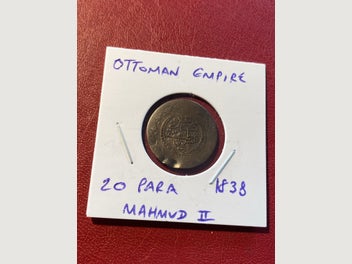 OTTOMAN EMPIRE
20 PARA 1838
MAHMUD II